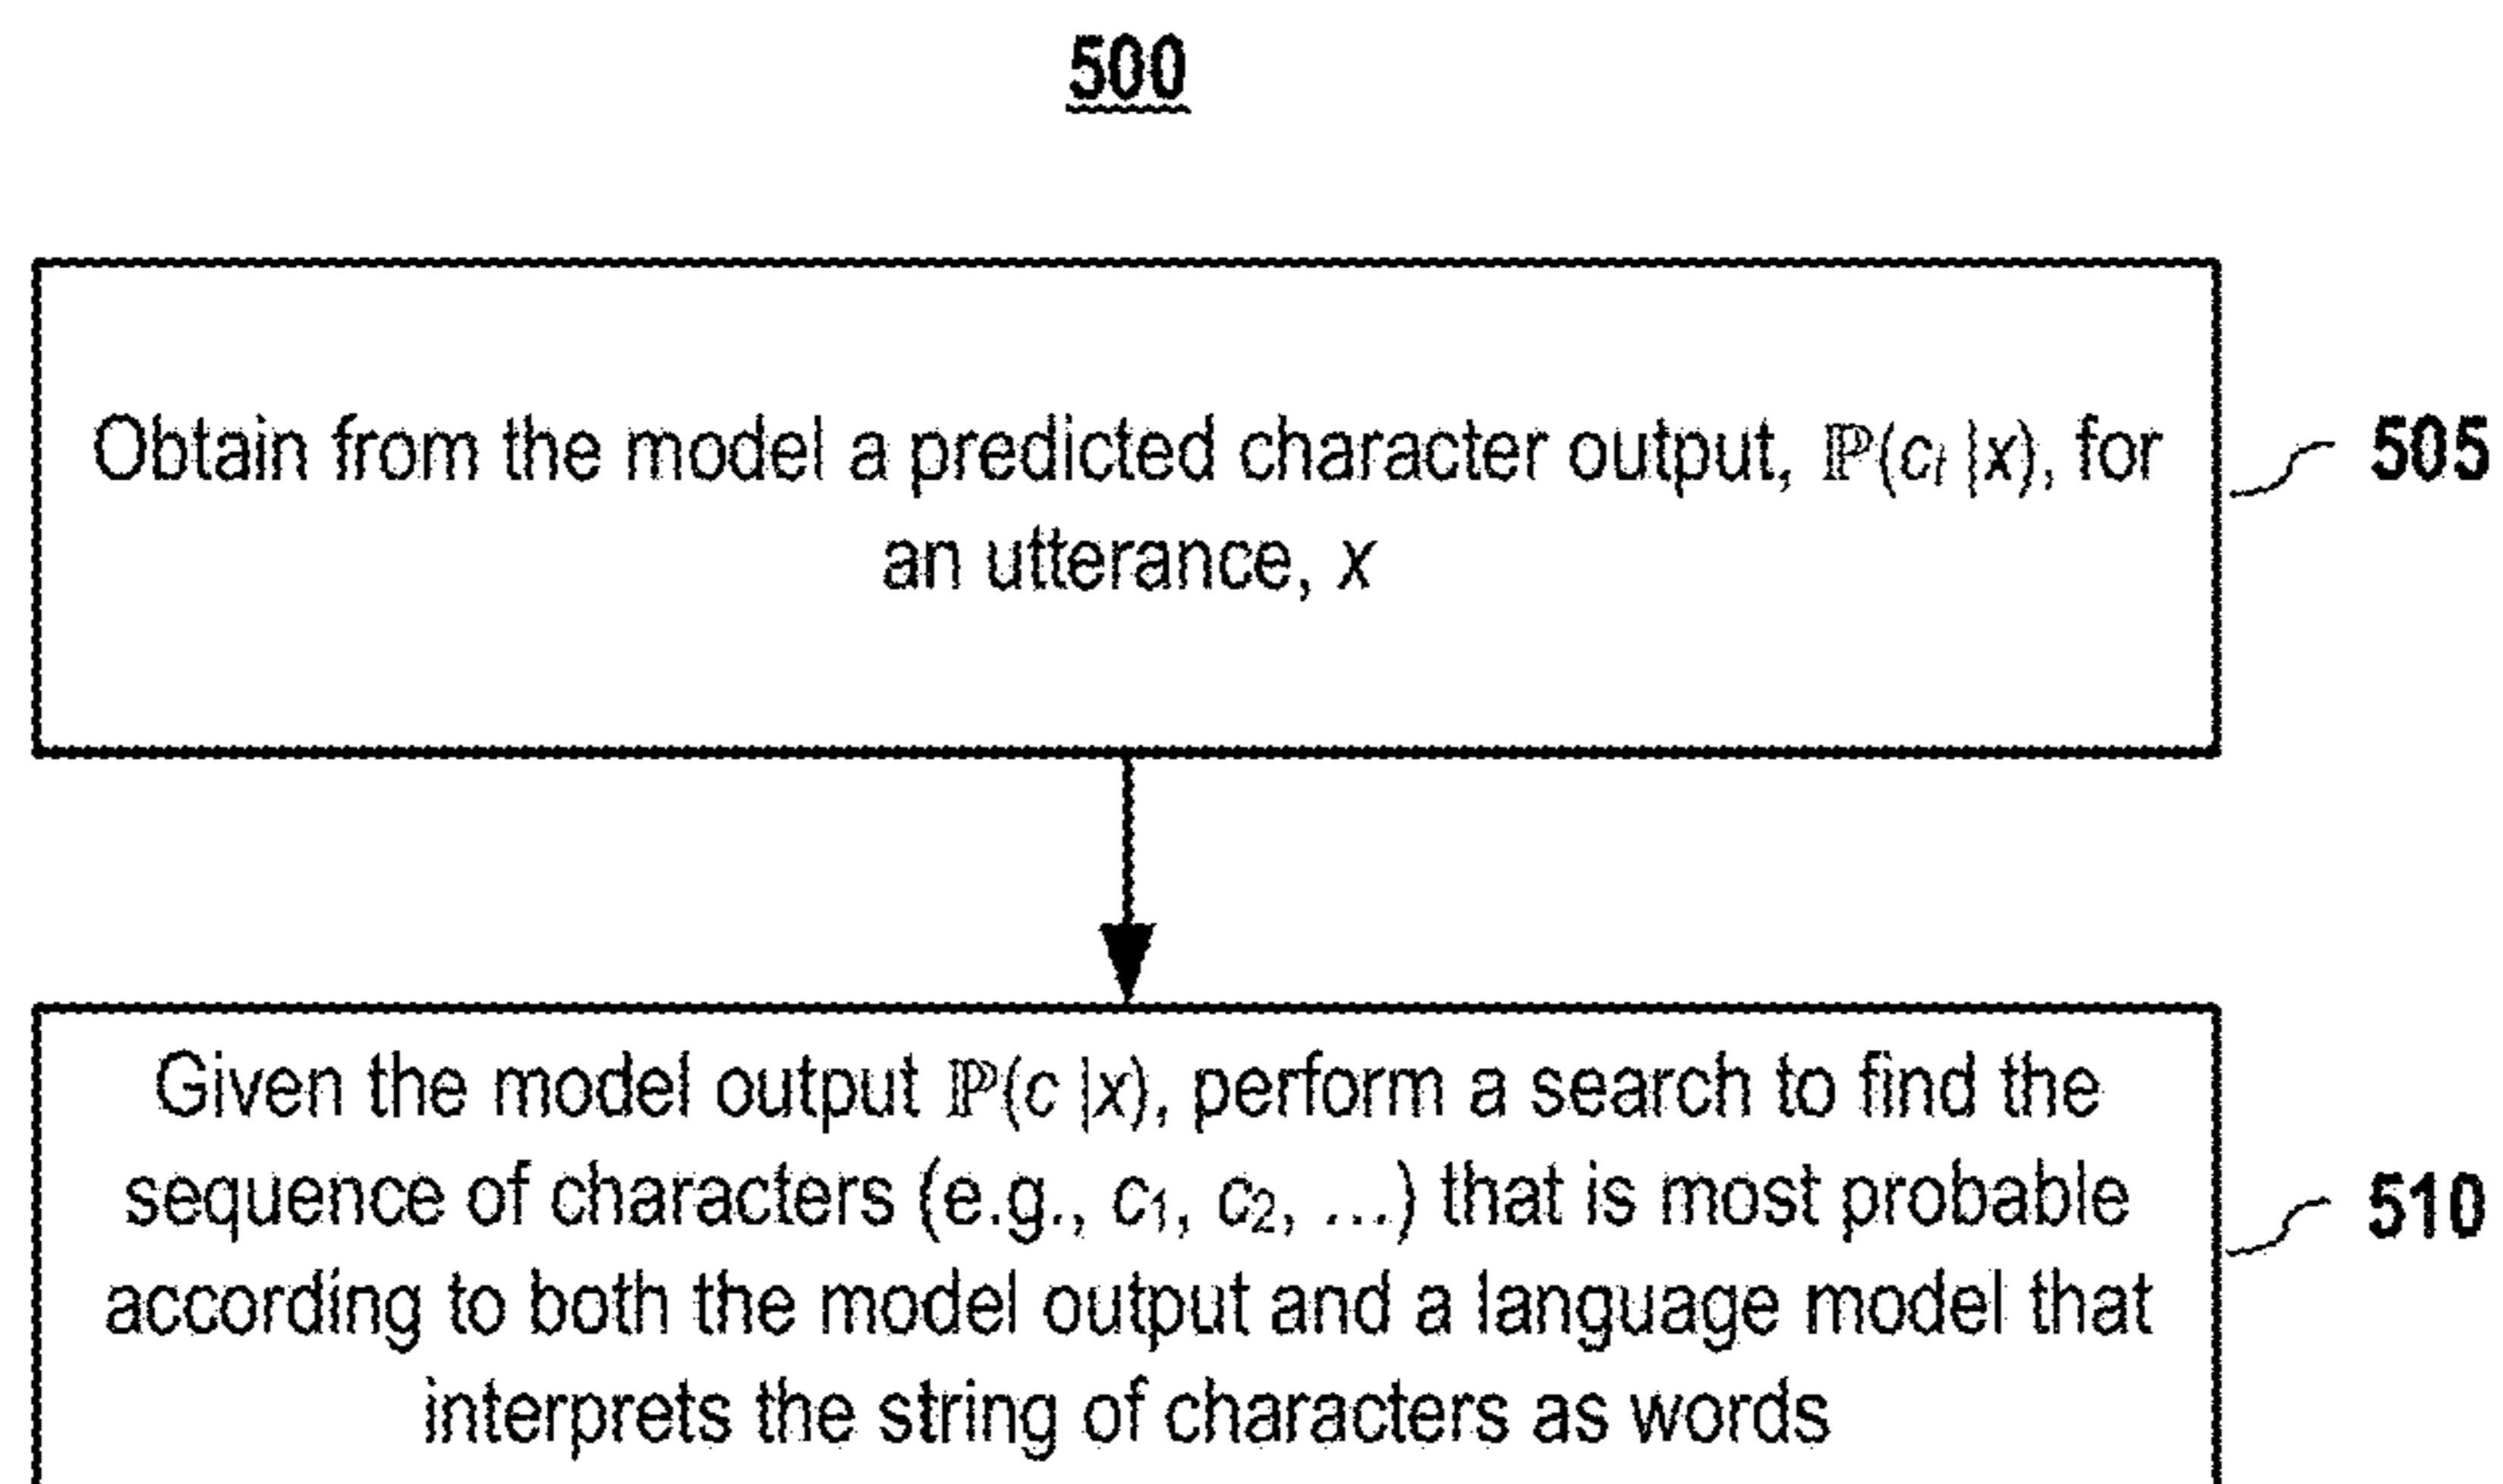 500
Obtain from the model a predicted character output, ℙ(cₜ |x), for
505
an utterance, x
Given the model output ℙ(c |x), perform a search to find the
sequence of characters (e.g., c₁, c₂, ...) that is most probable
510
according to both the model output and a language model that
interprets the string of characters as words